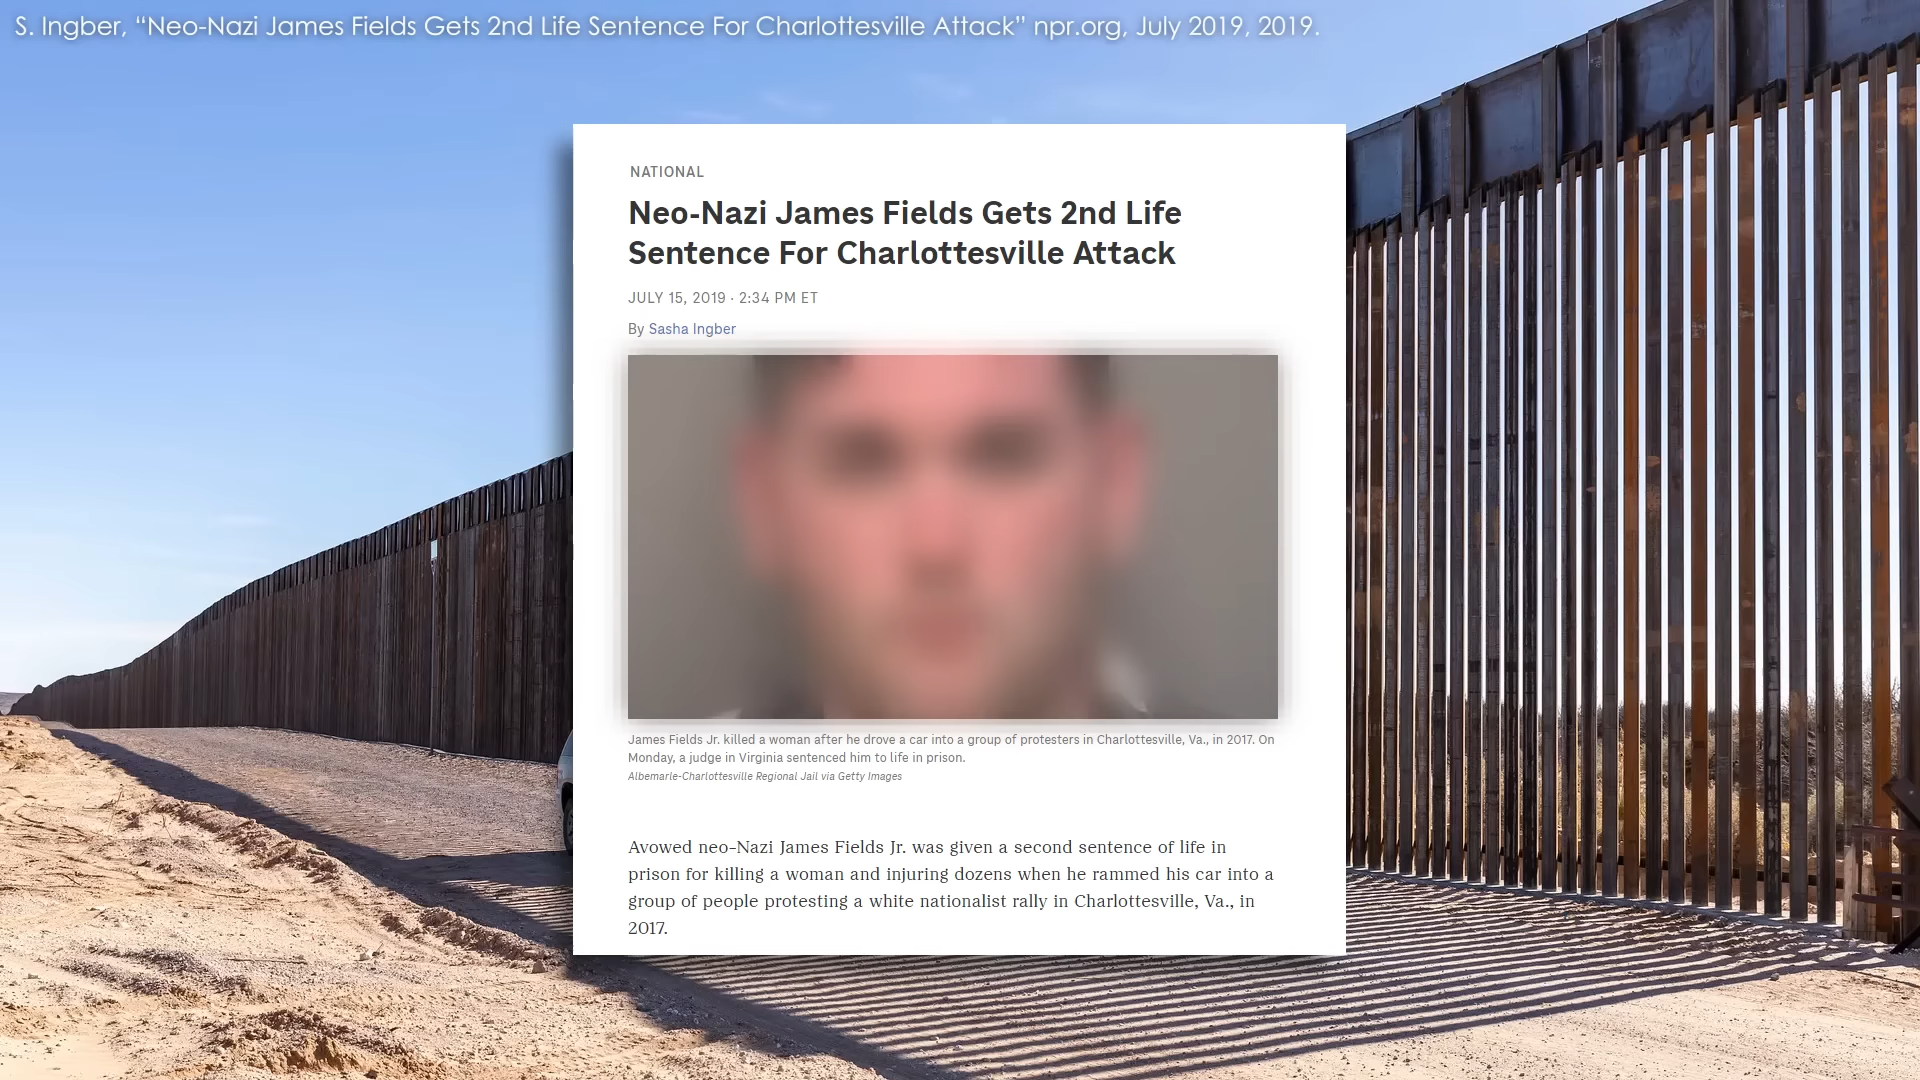 S. Ingber, “Neo-Nazi James Fields Gets 2nd Life Sentence For Charlottesville Attack” npr.org, July 2019, 2019.
NATIONAL
Neo-Nazi James Fields Gets 2nd Life
Sentence For Charlottesville Attack
JULY 15, 2019 · 2:34 PM ET
By Sasha Ingber
James Fields Jr. killed a woman after he drove a car into a group of protesters in Charlottesville, Va., in 2017. On
Monday, a judge in Virginia sentenced him to life in prison.
Albemarle-Charlottesville Regional Jail via Getty Images
Avowed neo-Nazi James Fields Jr. was given a second sentence of life in
prison for killing a woman and injuring dozens when he rammed his car into a
group of people protesting a white nationalist rally in Charlottesville, Va., in
2017.